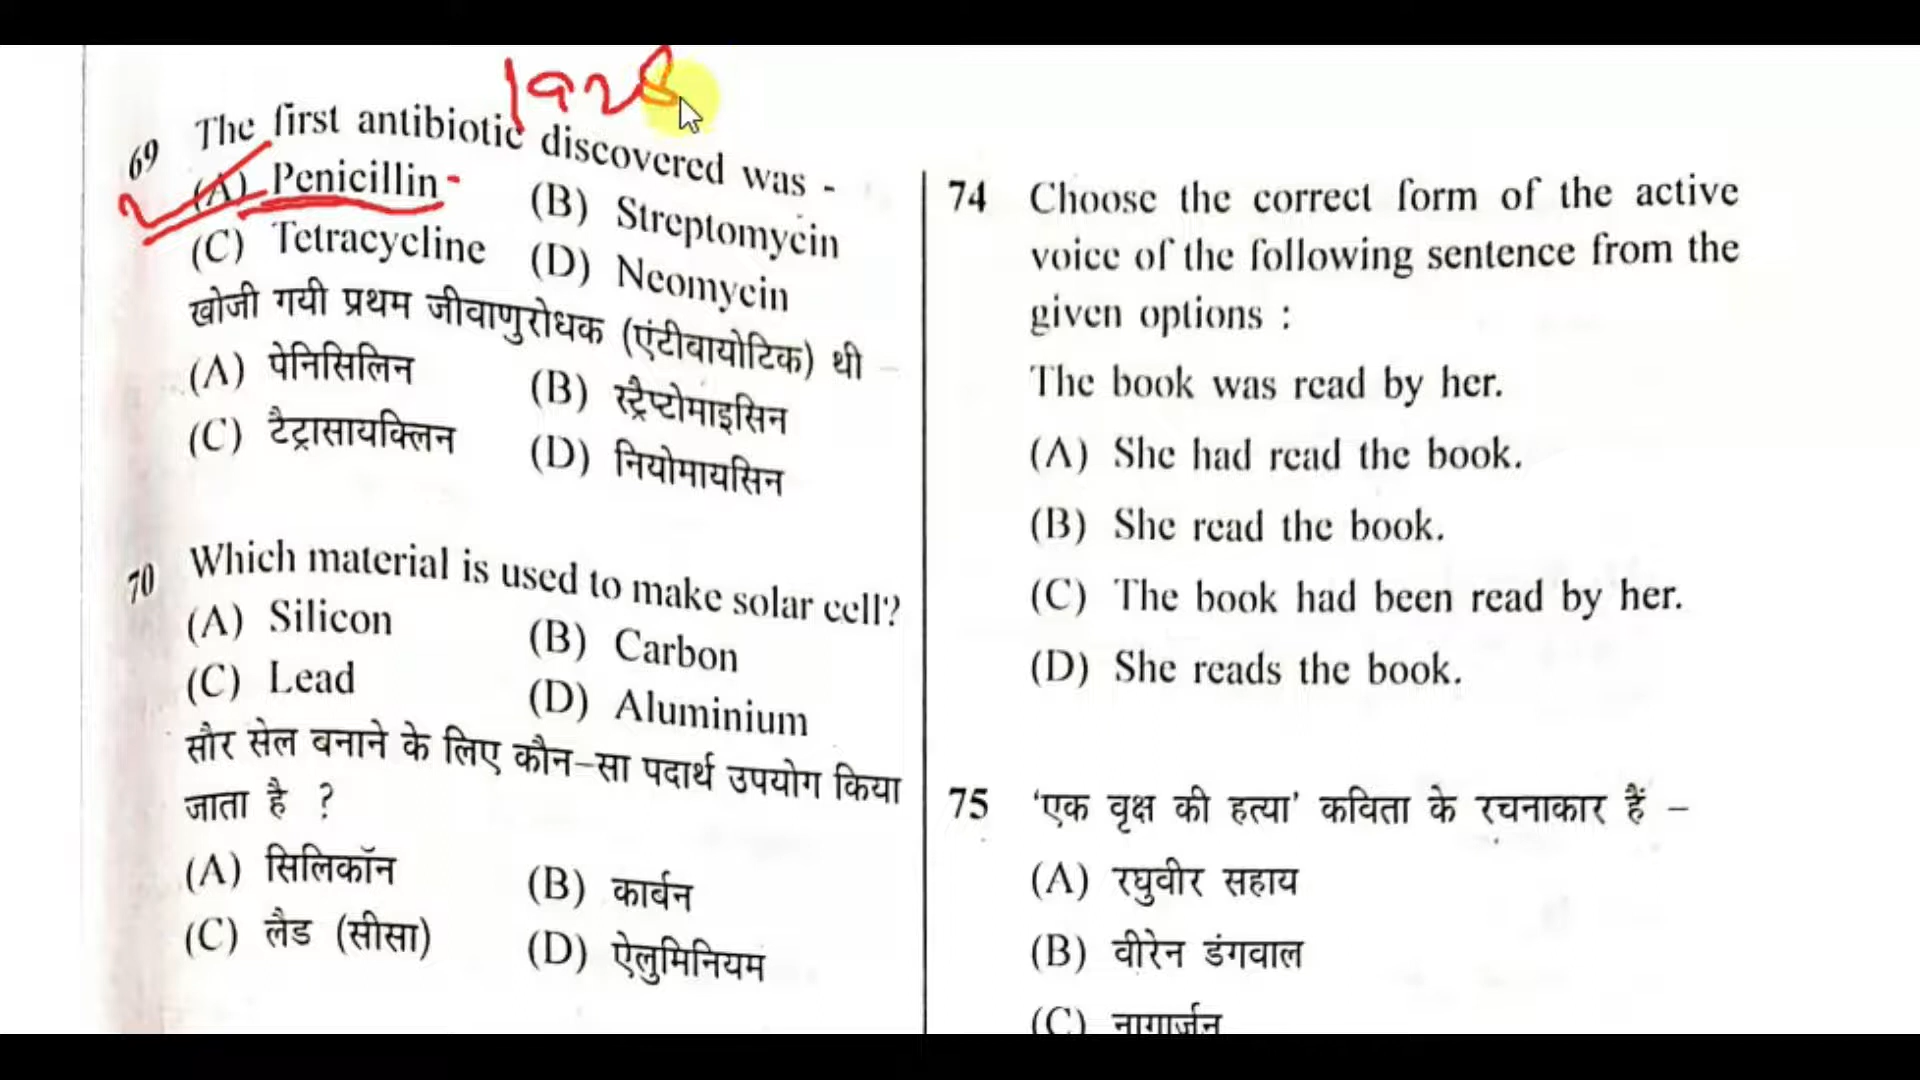 1928
69 The first antibiotic discovered was -
(A) Penicillin -
(B) Streptomycin
(C) Tetracycline
(D) Neomycin
खोजी गयी प्रथम जीवाणुरोधक (एंटीवायोटिक) थी –
(A) पेनिसिलिन
(B) स्ट्रैप्टोमाइसिन
(C) टैट्रासायक्लिन
(D) नियोमायसिन
70 Which material is used to make solar cell?
(A) Silicon
(B) Carbon
(C) Lead
(D) Aluminium
सौर सेल बनाने के लिए कौन–सा पदार्थ उपयोग किया
जाता है ?
(A) सिलिकॉन
(B) कार्बन
(C) लैड (सीसा)
(D) ऐलुमिनियम
74 Choose the correct form of the active
voice of the following sentence from the
given options :
The book was read by her.
(A) She had read the book.
(B) She read the book.
(C) The book had been read by her.
(D) She reads the book.
75 ‘एक वृक्ष की हत्या’ कविता के रचनाकार हैं –
(A) रघुवीर सहाय
(B) वीरेन डंगवाल
(C) नागार्जुन